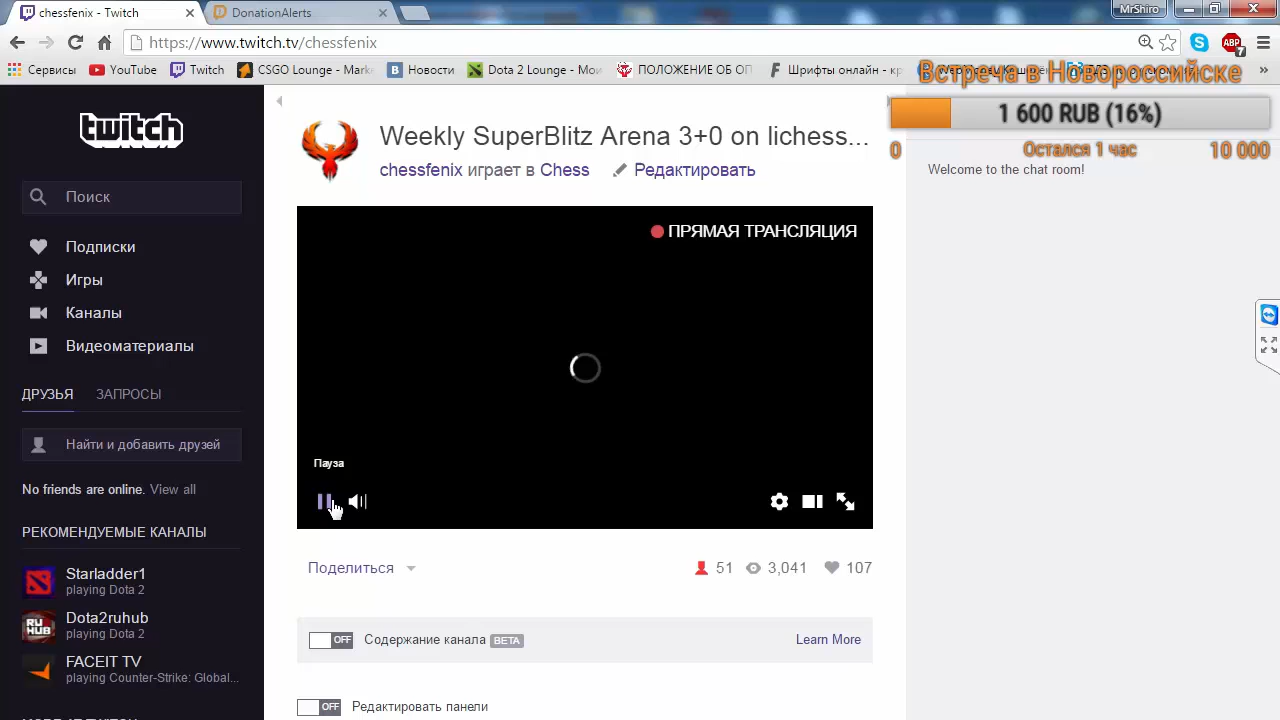 chessfenix - Twitch
DonationAlerts
MrShiro
https://www.twitch.tv/chessfenix
ABP
7
Сервисы
YouTube
Twitch
CSGO Lounge - Mark
Новости
Dota 2 Lounge - Мои
ПОЛОЖЕНИЕ ОБ ОП
Шрифты онлайн - кр
»
Встреча в Новороссийске
1 600 RUB (16%)
0
Остался 1 час
10 000
Welcome to the chat room!
twitch
Поиск
Подписки
Игры
Каналы
Видеоматериалы
ДРУЗЬЯ
ЗАПРОСЫ
Найти и добавить друзей
No friends are online. View all
РЕКОМЕНДУЕМЫЕ КАНАЛЫ
Starladder1
playing Dota 2
RU
HUB
Dota2ruhub
playing Dota 2
FACEIT TV
playing Counter-Strike: Global...
Weekly SuperBlitz Arena 3+0 on lichess...
chessfenix играет в Chess
Редактировать
ПРЯМАЯ ТРАНСЛЯЦИЯ
Пауза
Поделиться
51
3,041
107
OFF
Содержание канала BETA
Learn More
OFF
Редактировать панели